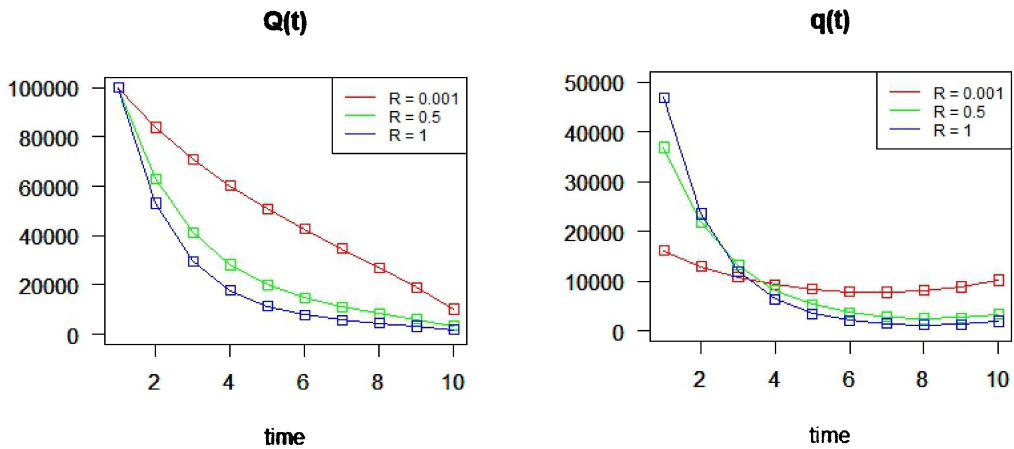 Q(t)
100000
80000
60000
40000
20000
0
R = 0.001
R = 0.5
R = 1
2 4 6 8 10
time
q(t)
50000
40000
30000
20000
10000
0
R = 0.001
R = 0.5
R = 1
2 4 6 8 10
time